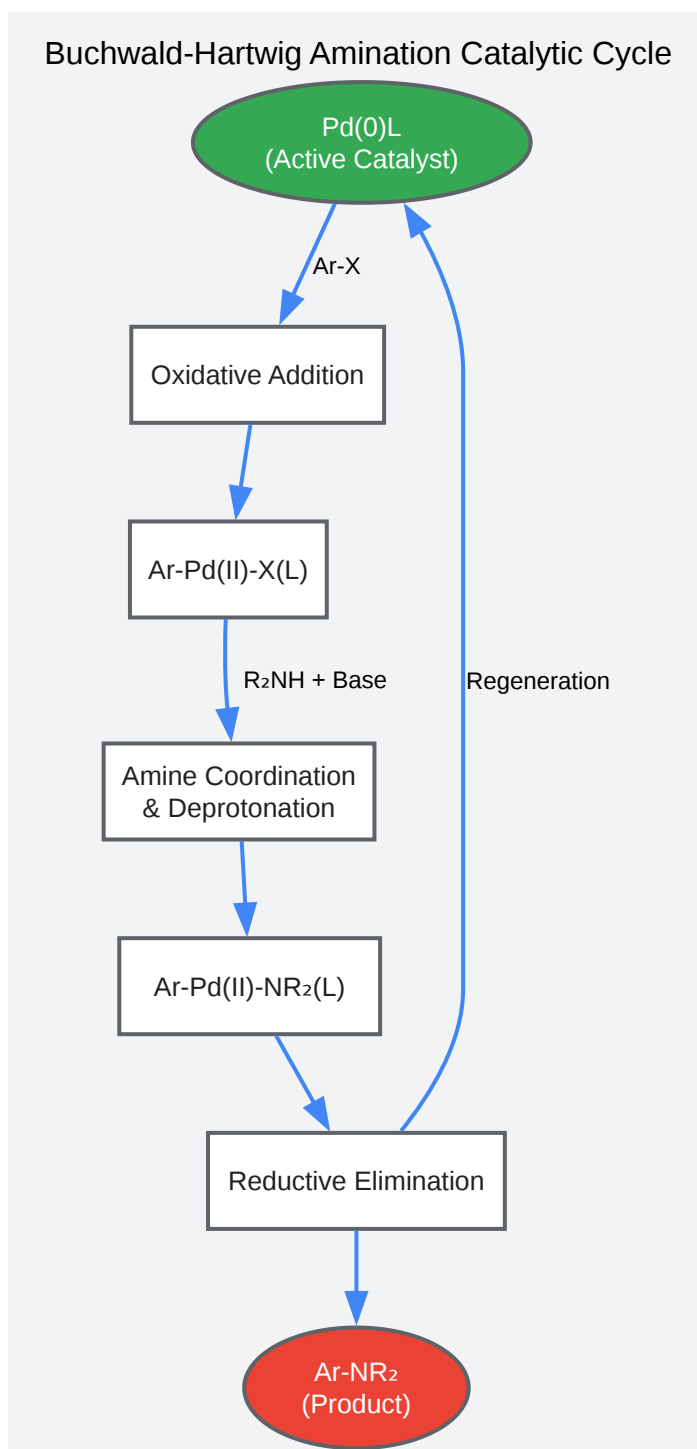 Buchwald-Hartwig Amination Catalytic Cycle
Pd(0)L
(Active Catalyst)
Ar-X
Oxidative Addition
Ar-Pd(II)-X(L)
R₂NH + Base
Regeneration
Amine Coordination
& Deprotonation
Ar-Pd(II)-NR₂(L)
Reductive Elimination
Ar-NR₂
(Product)